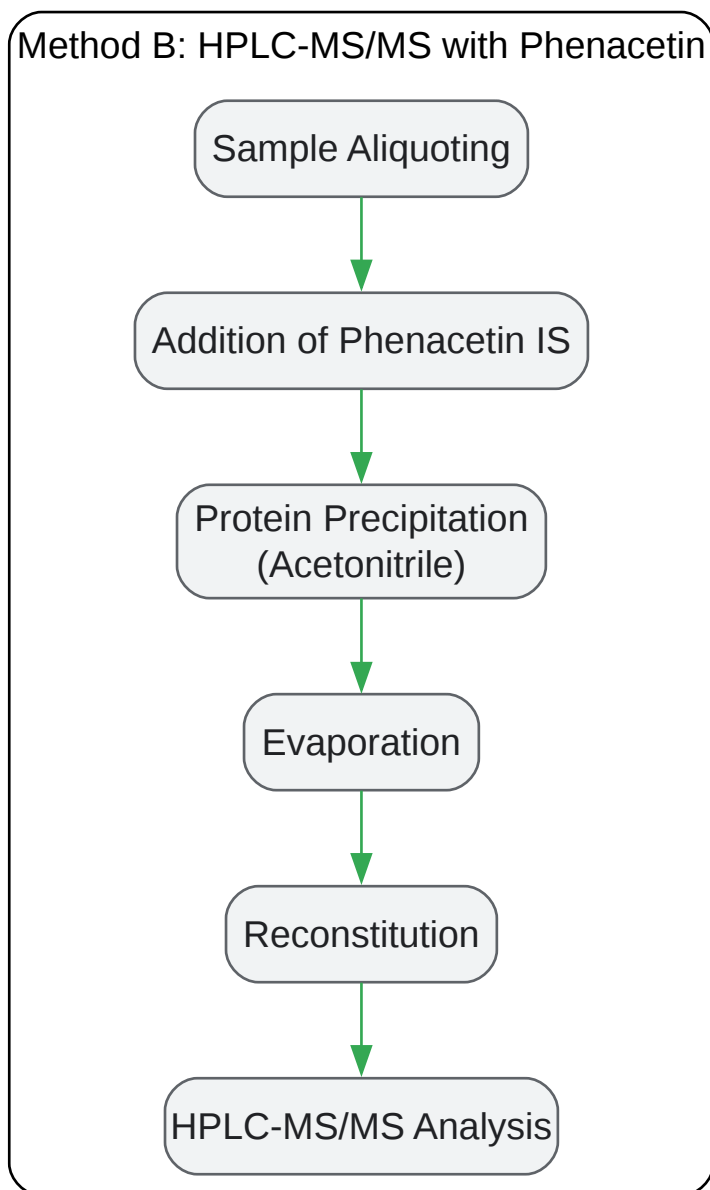 Method B: HPLC-MS/MS with Phenacetin
Sample Aliquoting
Addition of Phenacetin IS
Protein Precipitation
(Acetonitrile)
Evaporation
Reconstitution
HPLC-MS/MS Analysis